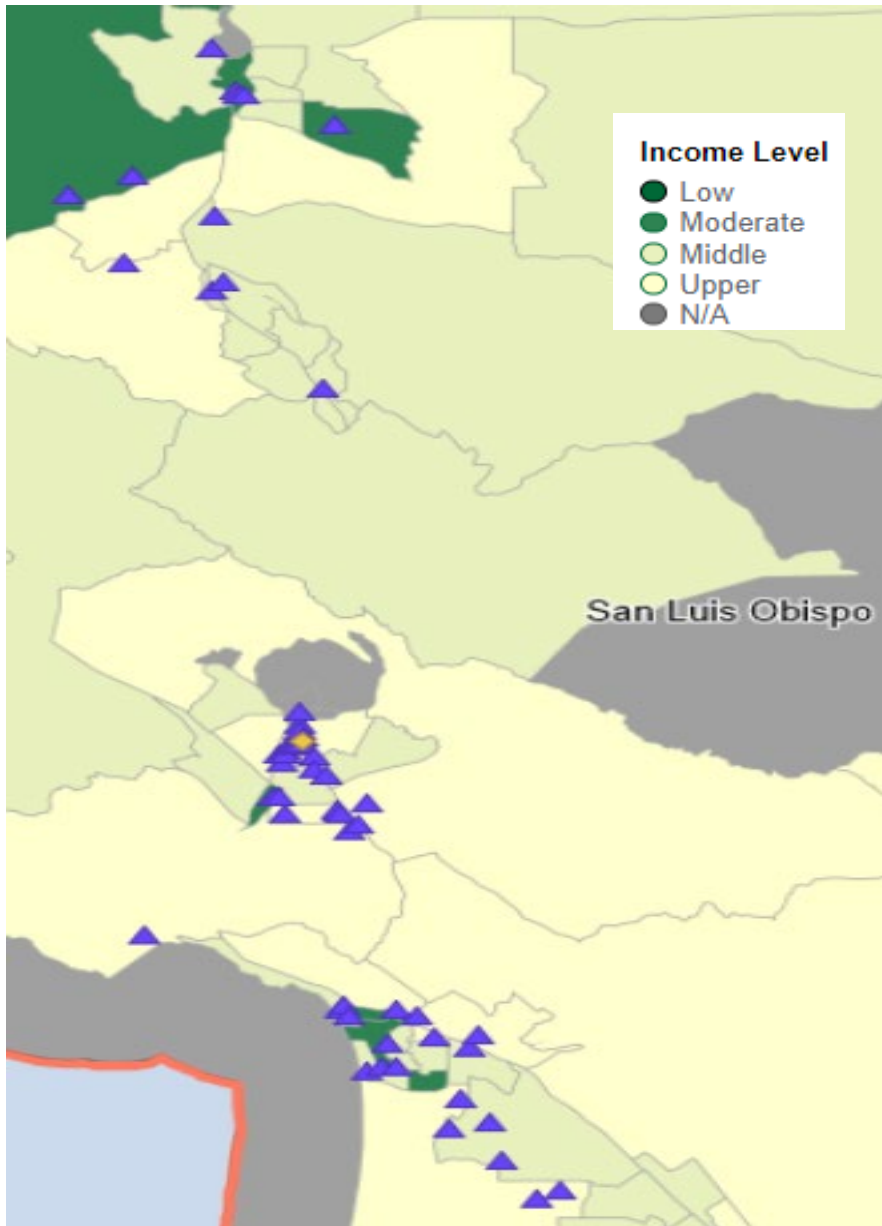 Income Level
Low
Moderate
Middle
Upper
N/A
San Luis Obispo